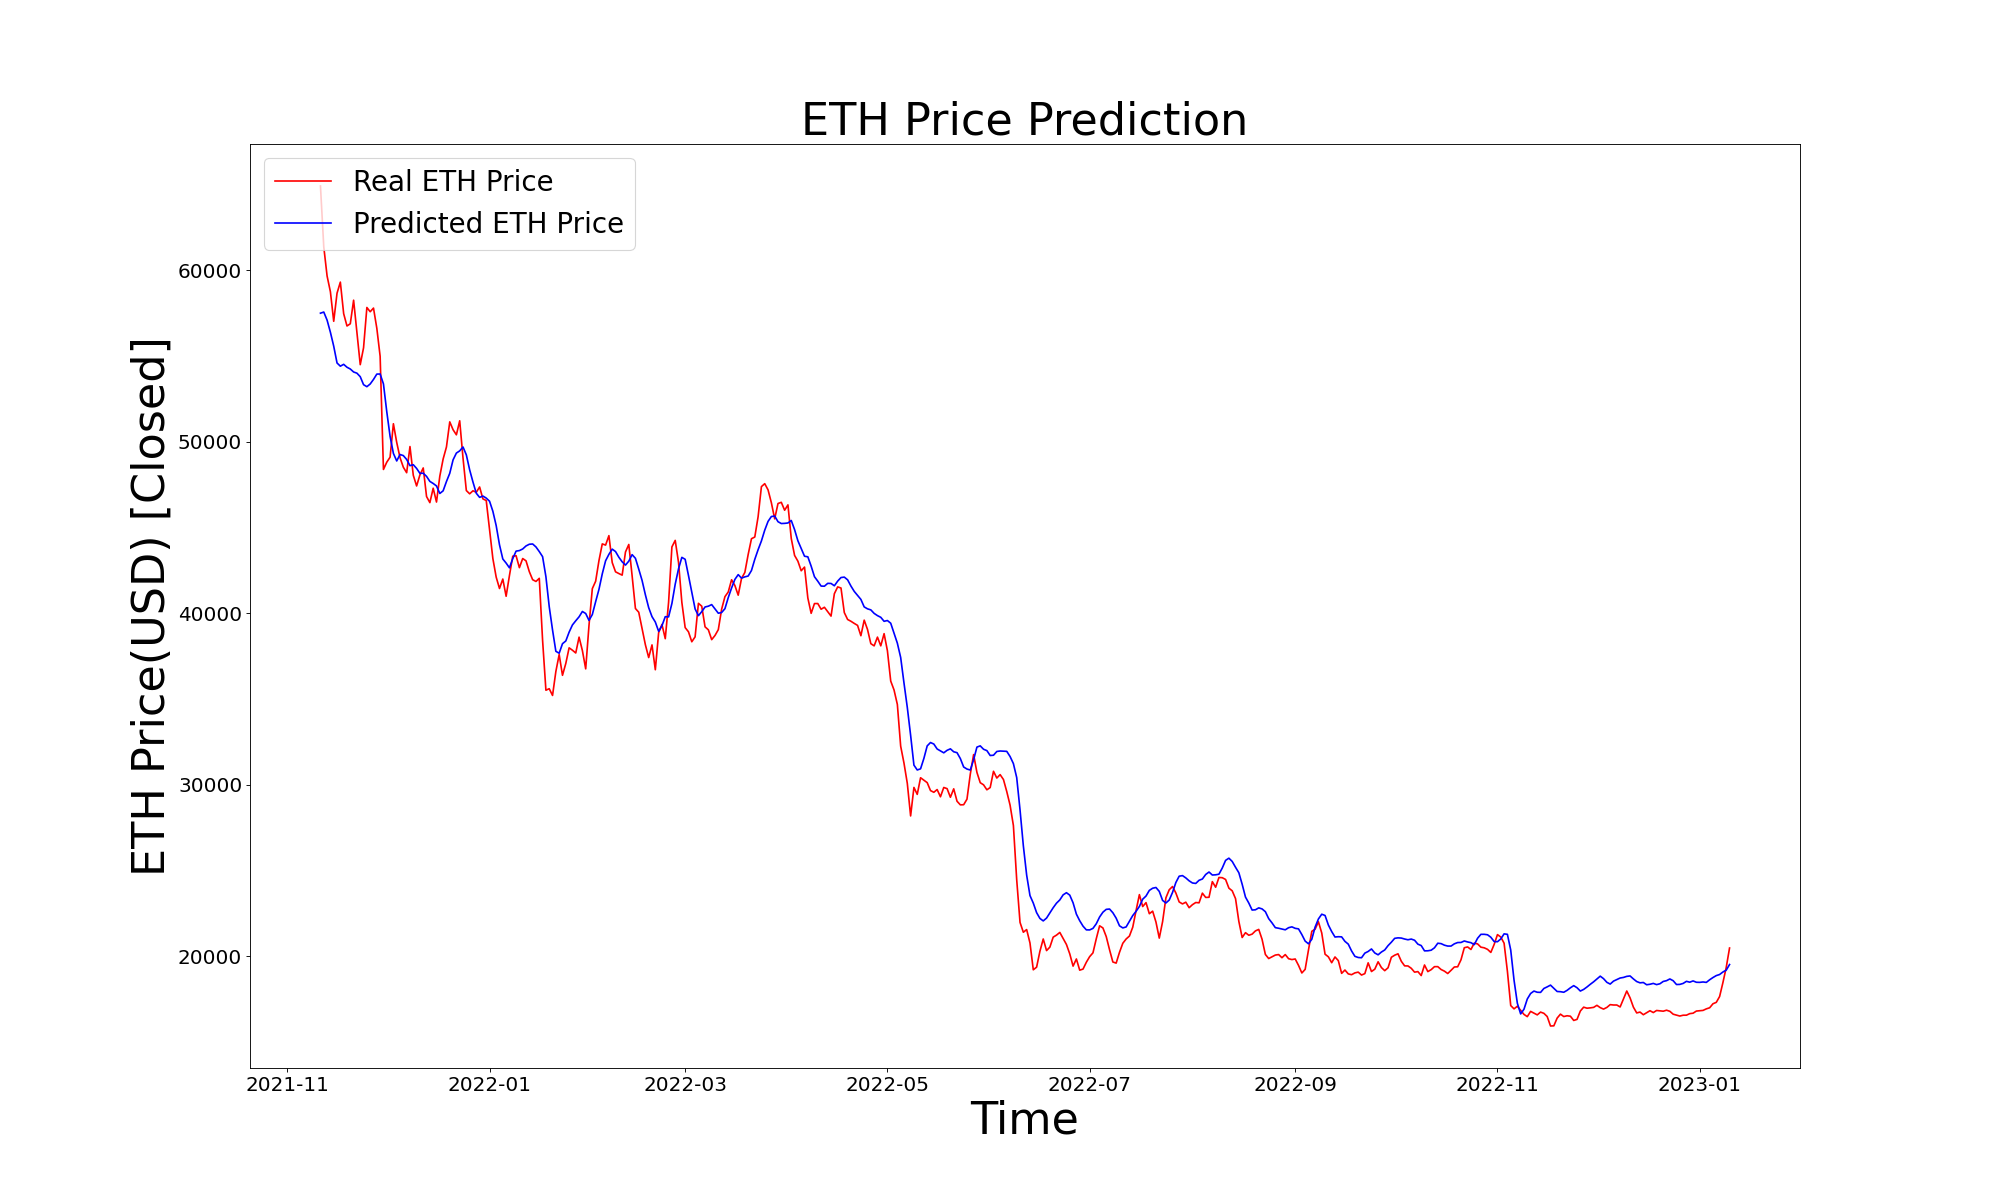 ETH Price Prediction
Real ETH Price
Predicted ETH Price
ETH Price(USD) [Closed]
60000
50000
40000
30000
20000
2021-11
2022-01
2022-03
2022-05
2022-07
2022-09
2022-11
2023-01
Time